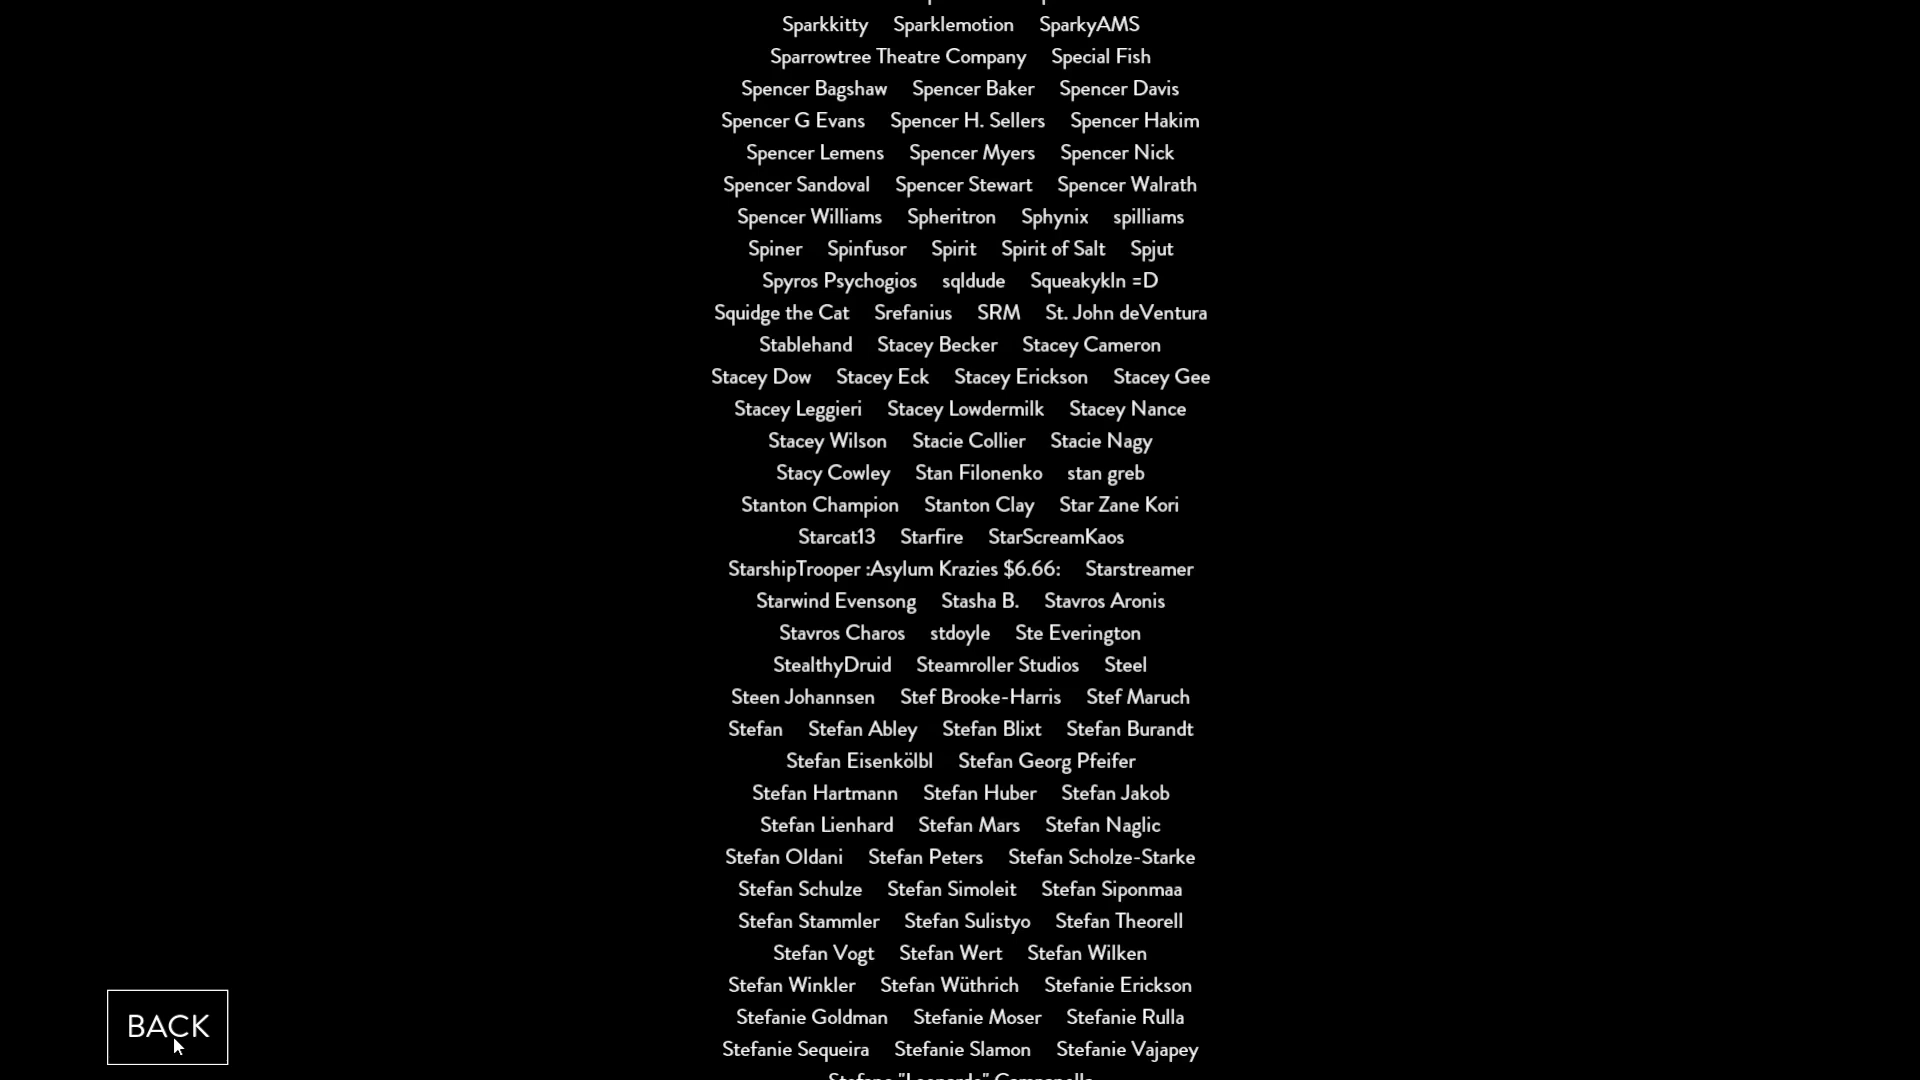 Sparkkitty Sparklemotion SparkyAMS
Sparrowtree Theatre Company Special Fish
Spencer Bagshaw Spencer Baker Spencer Davis
Spencer G Evans Spencer H. Sellers Spencer Hakim
Spencer Lemens Spencer Myers Spencer Nick
Spencer Sandoval Spencer Stewart Spencer Walrath
Spencer Williams Spheritron Sphynix spilliams
Spiner Spinfusor Spirit Spirit of Salt Spjut
Spyros Psychogios sqldude Squeakykln =D
Squidge the Cat Srefanius SRM St. John deVentura
Stablehand Stacey Becker Stacey Cameron
Stacey Dow Stacey Eck Stacey Erickson Stacey Gee
Stacey Leggieri Stacey Lowdermilk Stacey Nance
Stacey Wilson Stacie Collier Stacie Nagy
Stacy Cowley Stan Filonenko stan greb
Stanton Champion Stanton Clay Star Zane Kori
Starcat13 Starfire StarScreamKaos
StarshipTrooper :Asylum Krazies $6.66: Starstreamer
Starwind Evensong Stasha B. Stavros Aronis
Stavros Charos stdoyle Ste Everington
StealthyDruid Steamroller Studios Steel
Steen Johannsen Stef Brooke-Harris Stef Maruch
Stefan Stefan Abley Stefan Blixt Stefan Burandt
Stefan Eisenkölbl Stefan Georg Pfeifer
Stefan Hartmann Stefan Huber Stefan Jakob
Stefan Lienhard Stefan Mars Stefan Naglic
Stefan Oldani Stefan Peters Stefan Scholze-Starke
Stefan Schulze Stefan Simoleit Stefan Siponmaa
Stefan Stammler Stefan Sulistyo Stefan Theorell
Stefan Vogt Stefan Wert Stefan Wilken
Stefan Winkler Stefan Wüthrich Stefanie Erickson
Stefanie Goldman Stefanie Moser Stefanie Rulla
Stefanie Sequeira Stefanie Slamon Stefanie Vajapey
BACK